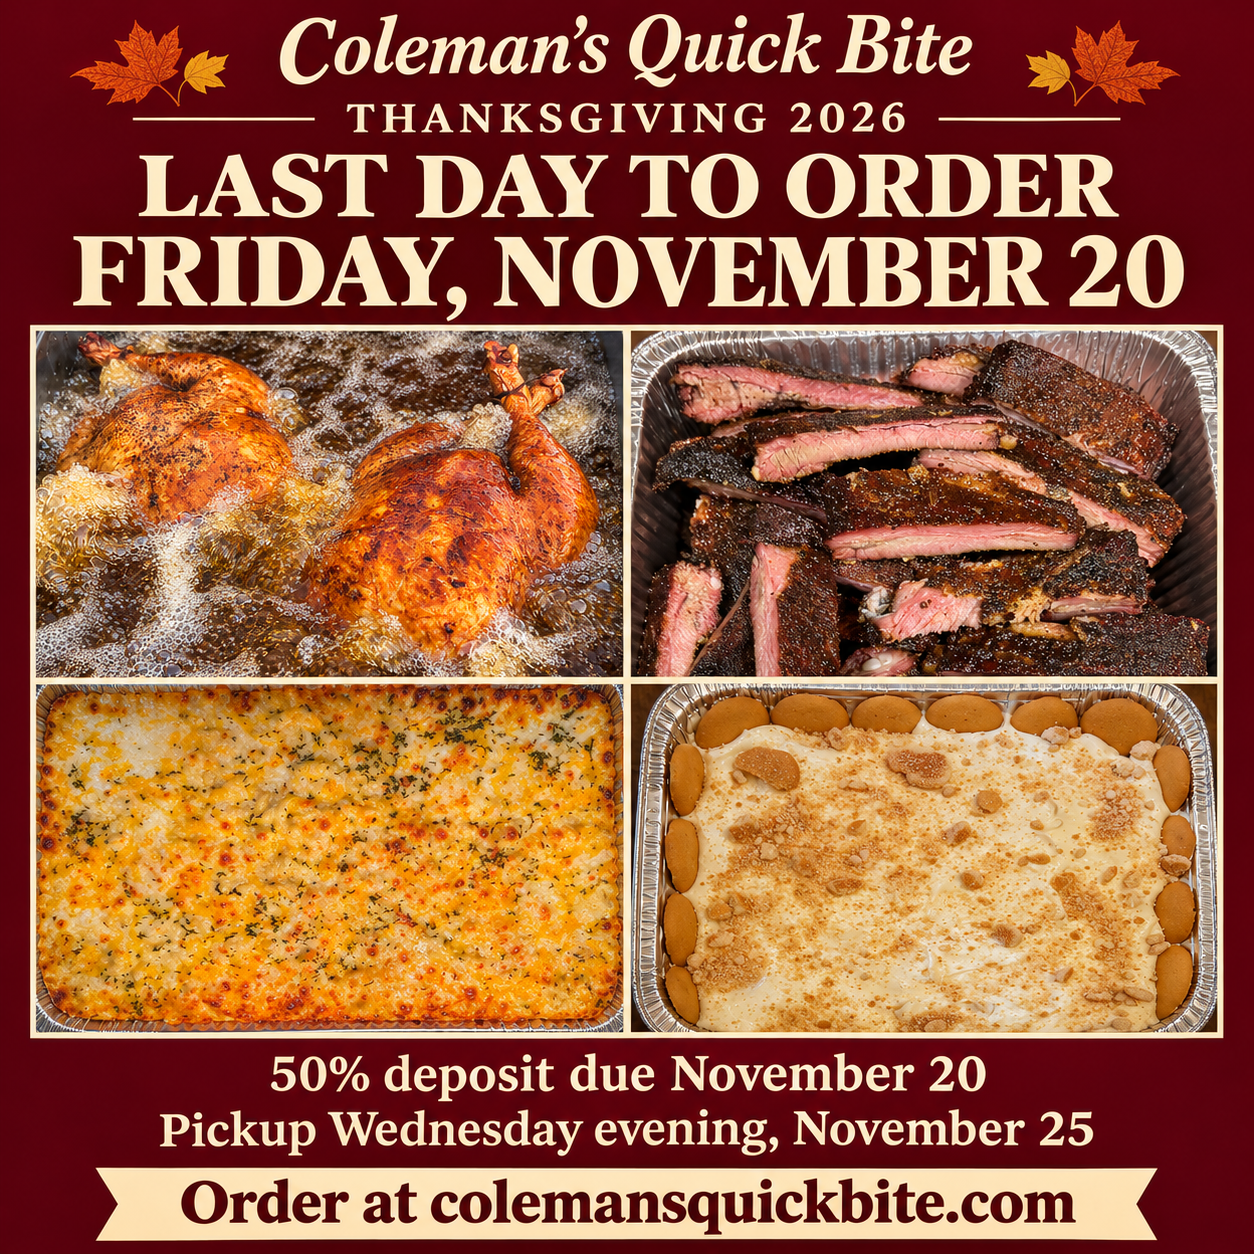 Coleman's Quick Bite
THANKSGIVING 2026
LAST DAY TO ORDER
FRIDAY, NOVEMBER 20
50% deposit due November 20
Pickup Wednesday evening, November 25
Order at colemansquickbite.com